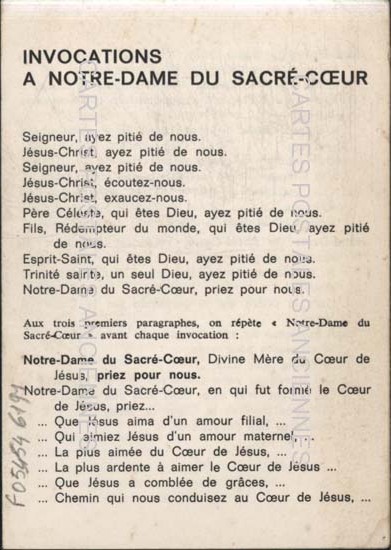 INVOCATIONS
A NOTRE-DAME DU SACRÉ-CŒUR
Seigneur, ayez pitié de nous.
Jésus-Christ, ayez pitié de nous.
Seigneur, ayez pitié de nous.
Jésus-Christ, écoutez-nous.
Jésus-Christ, exaucez-nous.
Père Céleste, qui êtes Dieu, ayez pitié de nous.
Fils, Rédempteur du monde, qui êtes Dieu, ayez pitié
de nous.
Esprit-Saint, qui êtes Dieu, ayez pitié de nous.
Trinité sainte, un seul Dieu, ayez pitié de nous.
Notre-Dame du Sacré-Cœur, priez pour nous.
Aux trois premiers paragraphes, on répète « Notre-Dame du
Sacré-Cœur » avant chaque invocation :
Notre-Dame du Sacré-Cœur, Divine Mère du Cœur de
Jésus, priez pour nous.
Notre-Dame du Sacré-Cœur, en qui fut formé le Cœur
de Jésus, priez...
... Que Jésus aima d'un amour filial, ...
... Qui aimiez Jésus d'un amour maternel, ...
... La plus aimée du Cœur de Jésus, ...
... La plus ardente à aimer le Cœur de Jésus ...
... Que Jésus a comblée de grâces, ...
... Chemin qui nous conduisez au Cœur de Jésus, ...
CARTES POSTALES ANCIENNES